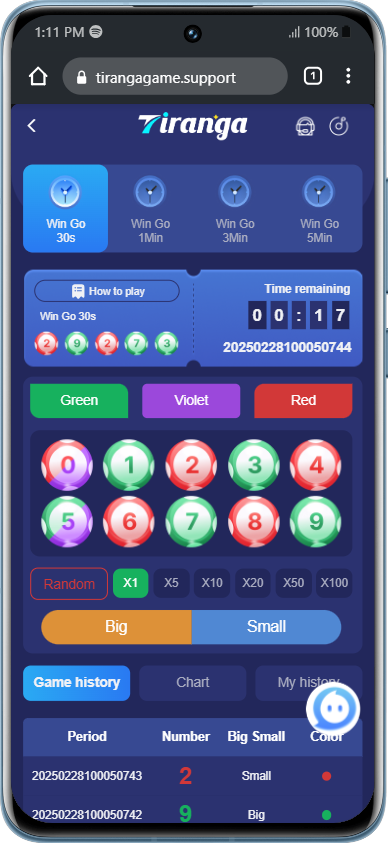 1:11 PM 100%
tirangagame.support 1
Tiranga
Win Go 30s
Win Go 1Min
Win Go 3Min
Win Go 5Min
How to play
Time remaining
Win Go 30s
0 0 : 1 7
2 9 2 7 3
20250228100050744
Green Violet Red
0 1 2 3 4
5 6 7 8 9
Random X1 X5 X10 X20 X50 X100
Big Small
Game history Chart My history
Period Number Big Small Color
20250228100050743 2 Small
20250228100050742 9 Big